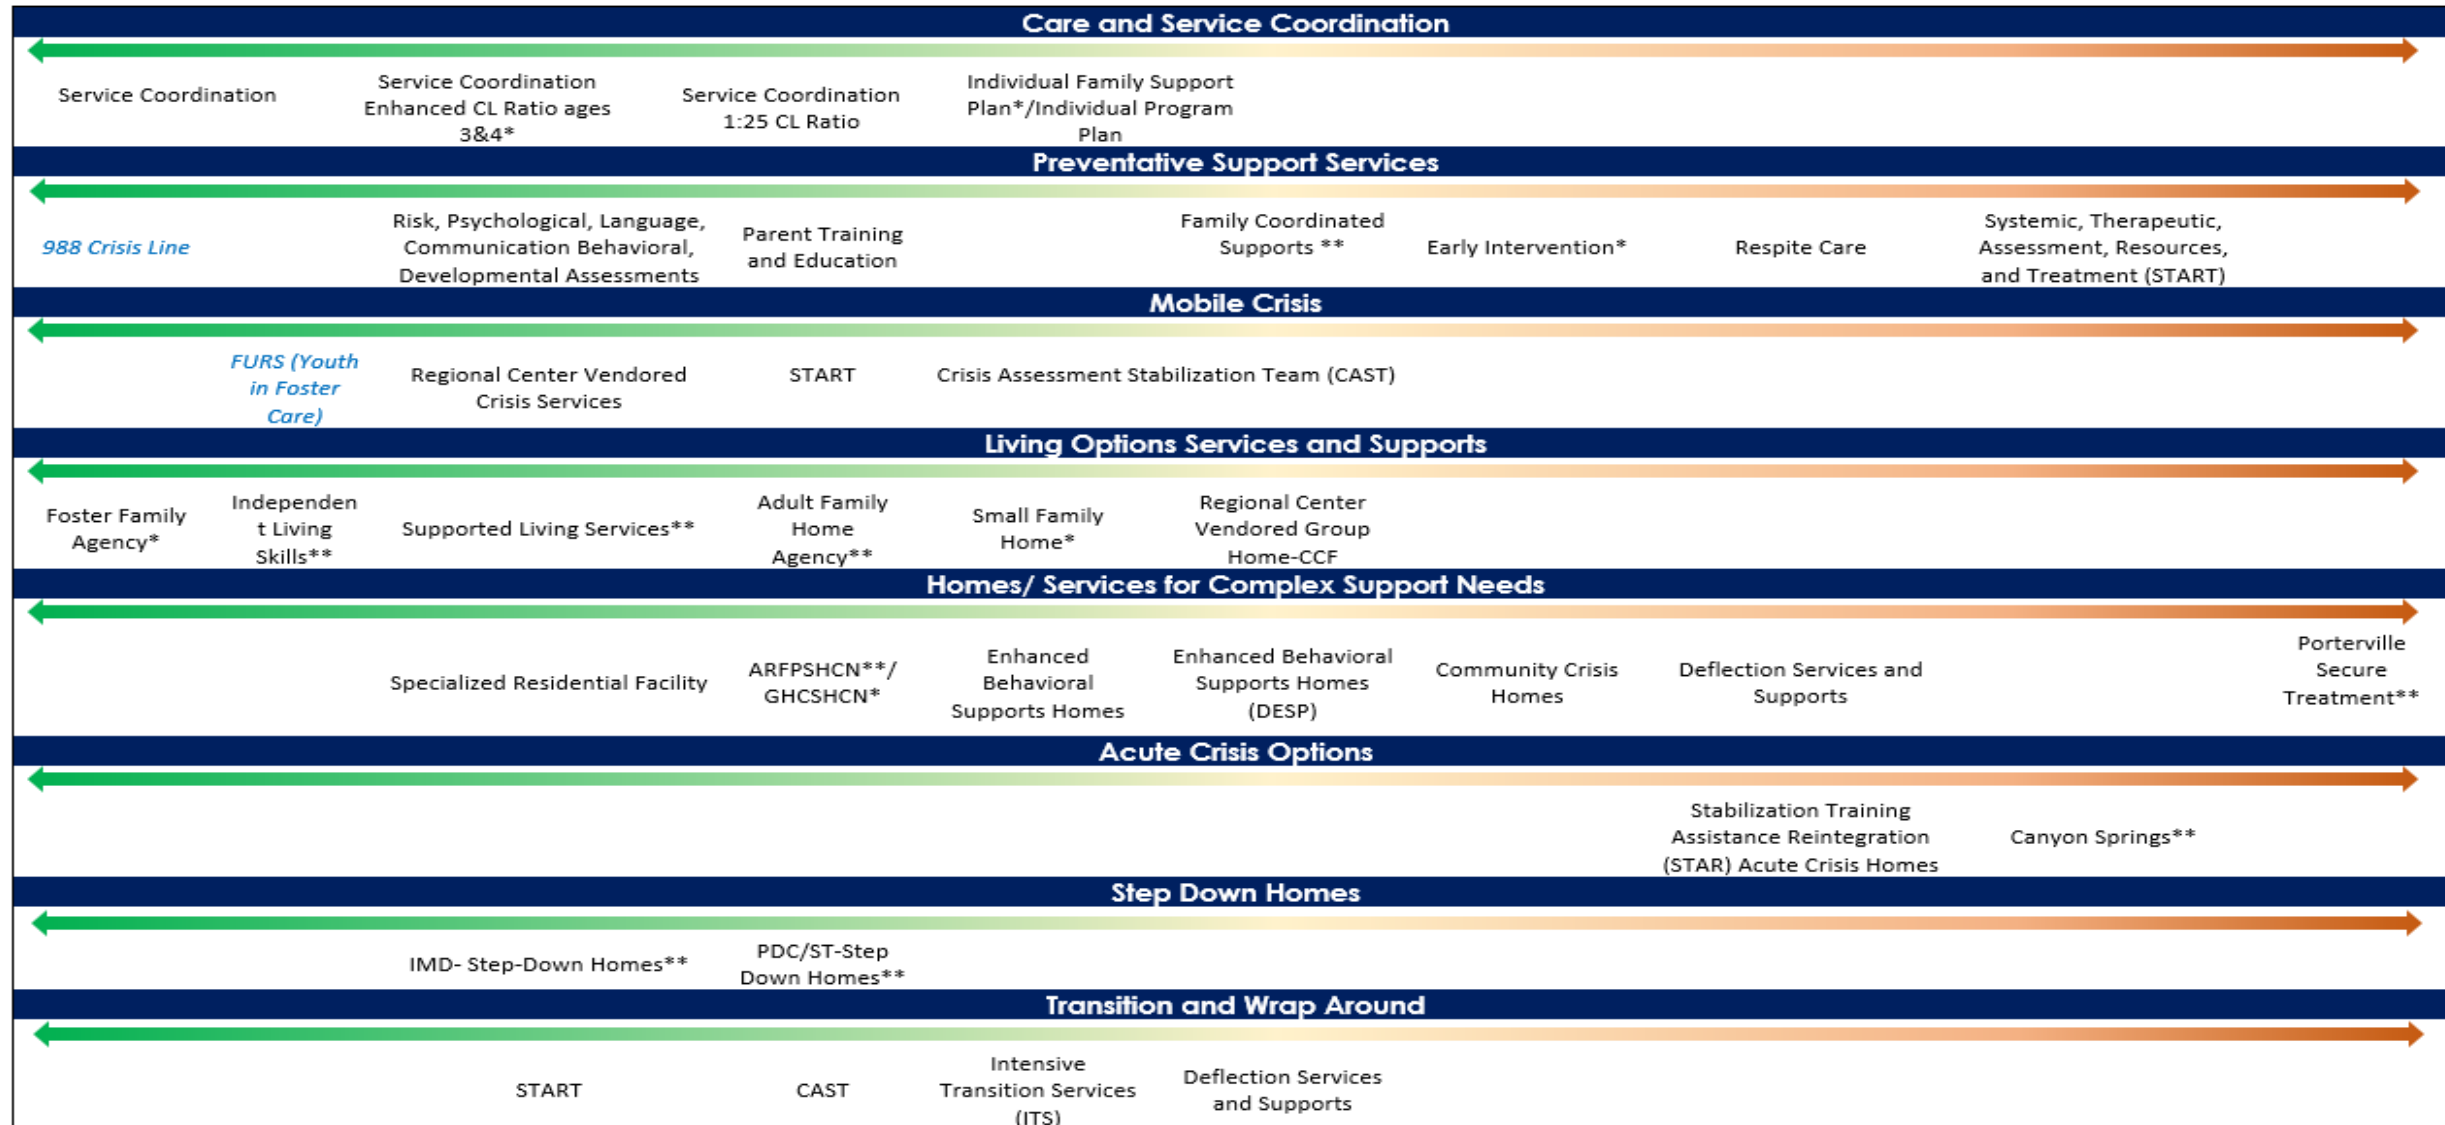 Care and Service Coordination
Service Coordination
Service Coordination
Enhanced CL Ratio ages
3&4*
Service Coordination
1:25 CL Ratio
Individual Family Support
Plan*/Individual Program
Plan
Preventative Support Services
988 Crisis Line
Risk, Psychological, Language,
Communication Behavioral,
Developmental Assessments
Parent Training
and Education
Family Coordinated
Supports **
Early Intervention*
Respite Care
Systemic, Therapeutic,
Assessment, Resources,
and Treatment (START)
Mobile Crisis
FURS (Youth
in Foster
Care)
Regional Center Vendored
Crisis Services
START
Crisis Assessment Stabilization Team (CAST)
Living Options Services and Supports
Foster Family
Agency*
Independen
t Living
Skills**
Supported Living Services**
Adult Family
Home
Agency**
Small Family
Home*
Regional Center
Vendored Group
Home-CCF
Homes/ Services for Complex Support Needs
Specialized Residential Facility
ARFPSHCN**/
GHCSHCN*
Enhanced
Behavioral
Supports Homes
Enhanced Behavioral
Supports Homes
(DESP)
Community Crisis
Homes
Deflection Services and
Supports
Porterville
Secure
Treatment**
Acute Crisis Options
Stabilization Training
Assistance Reintegration
(STAR) Acute Crisis Homes
Canyon Springs**
Step Down Homes
IMD- Step-Down Homes**
PDC/ST-Step
Down Homes**
Transition and Wrap Around
START
CAST
Intensive
Transition Services
(ITS)
Deflection Services
and Supports